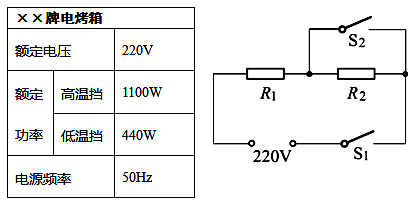 ××牌电烤箱
额定电压 220V
额定功率 高温挡 1100W
低温挡 440W
电源频率 50Hz
S2
R1 R2
220V S1